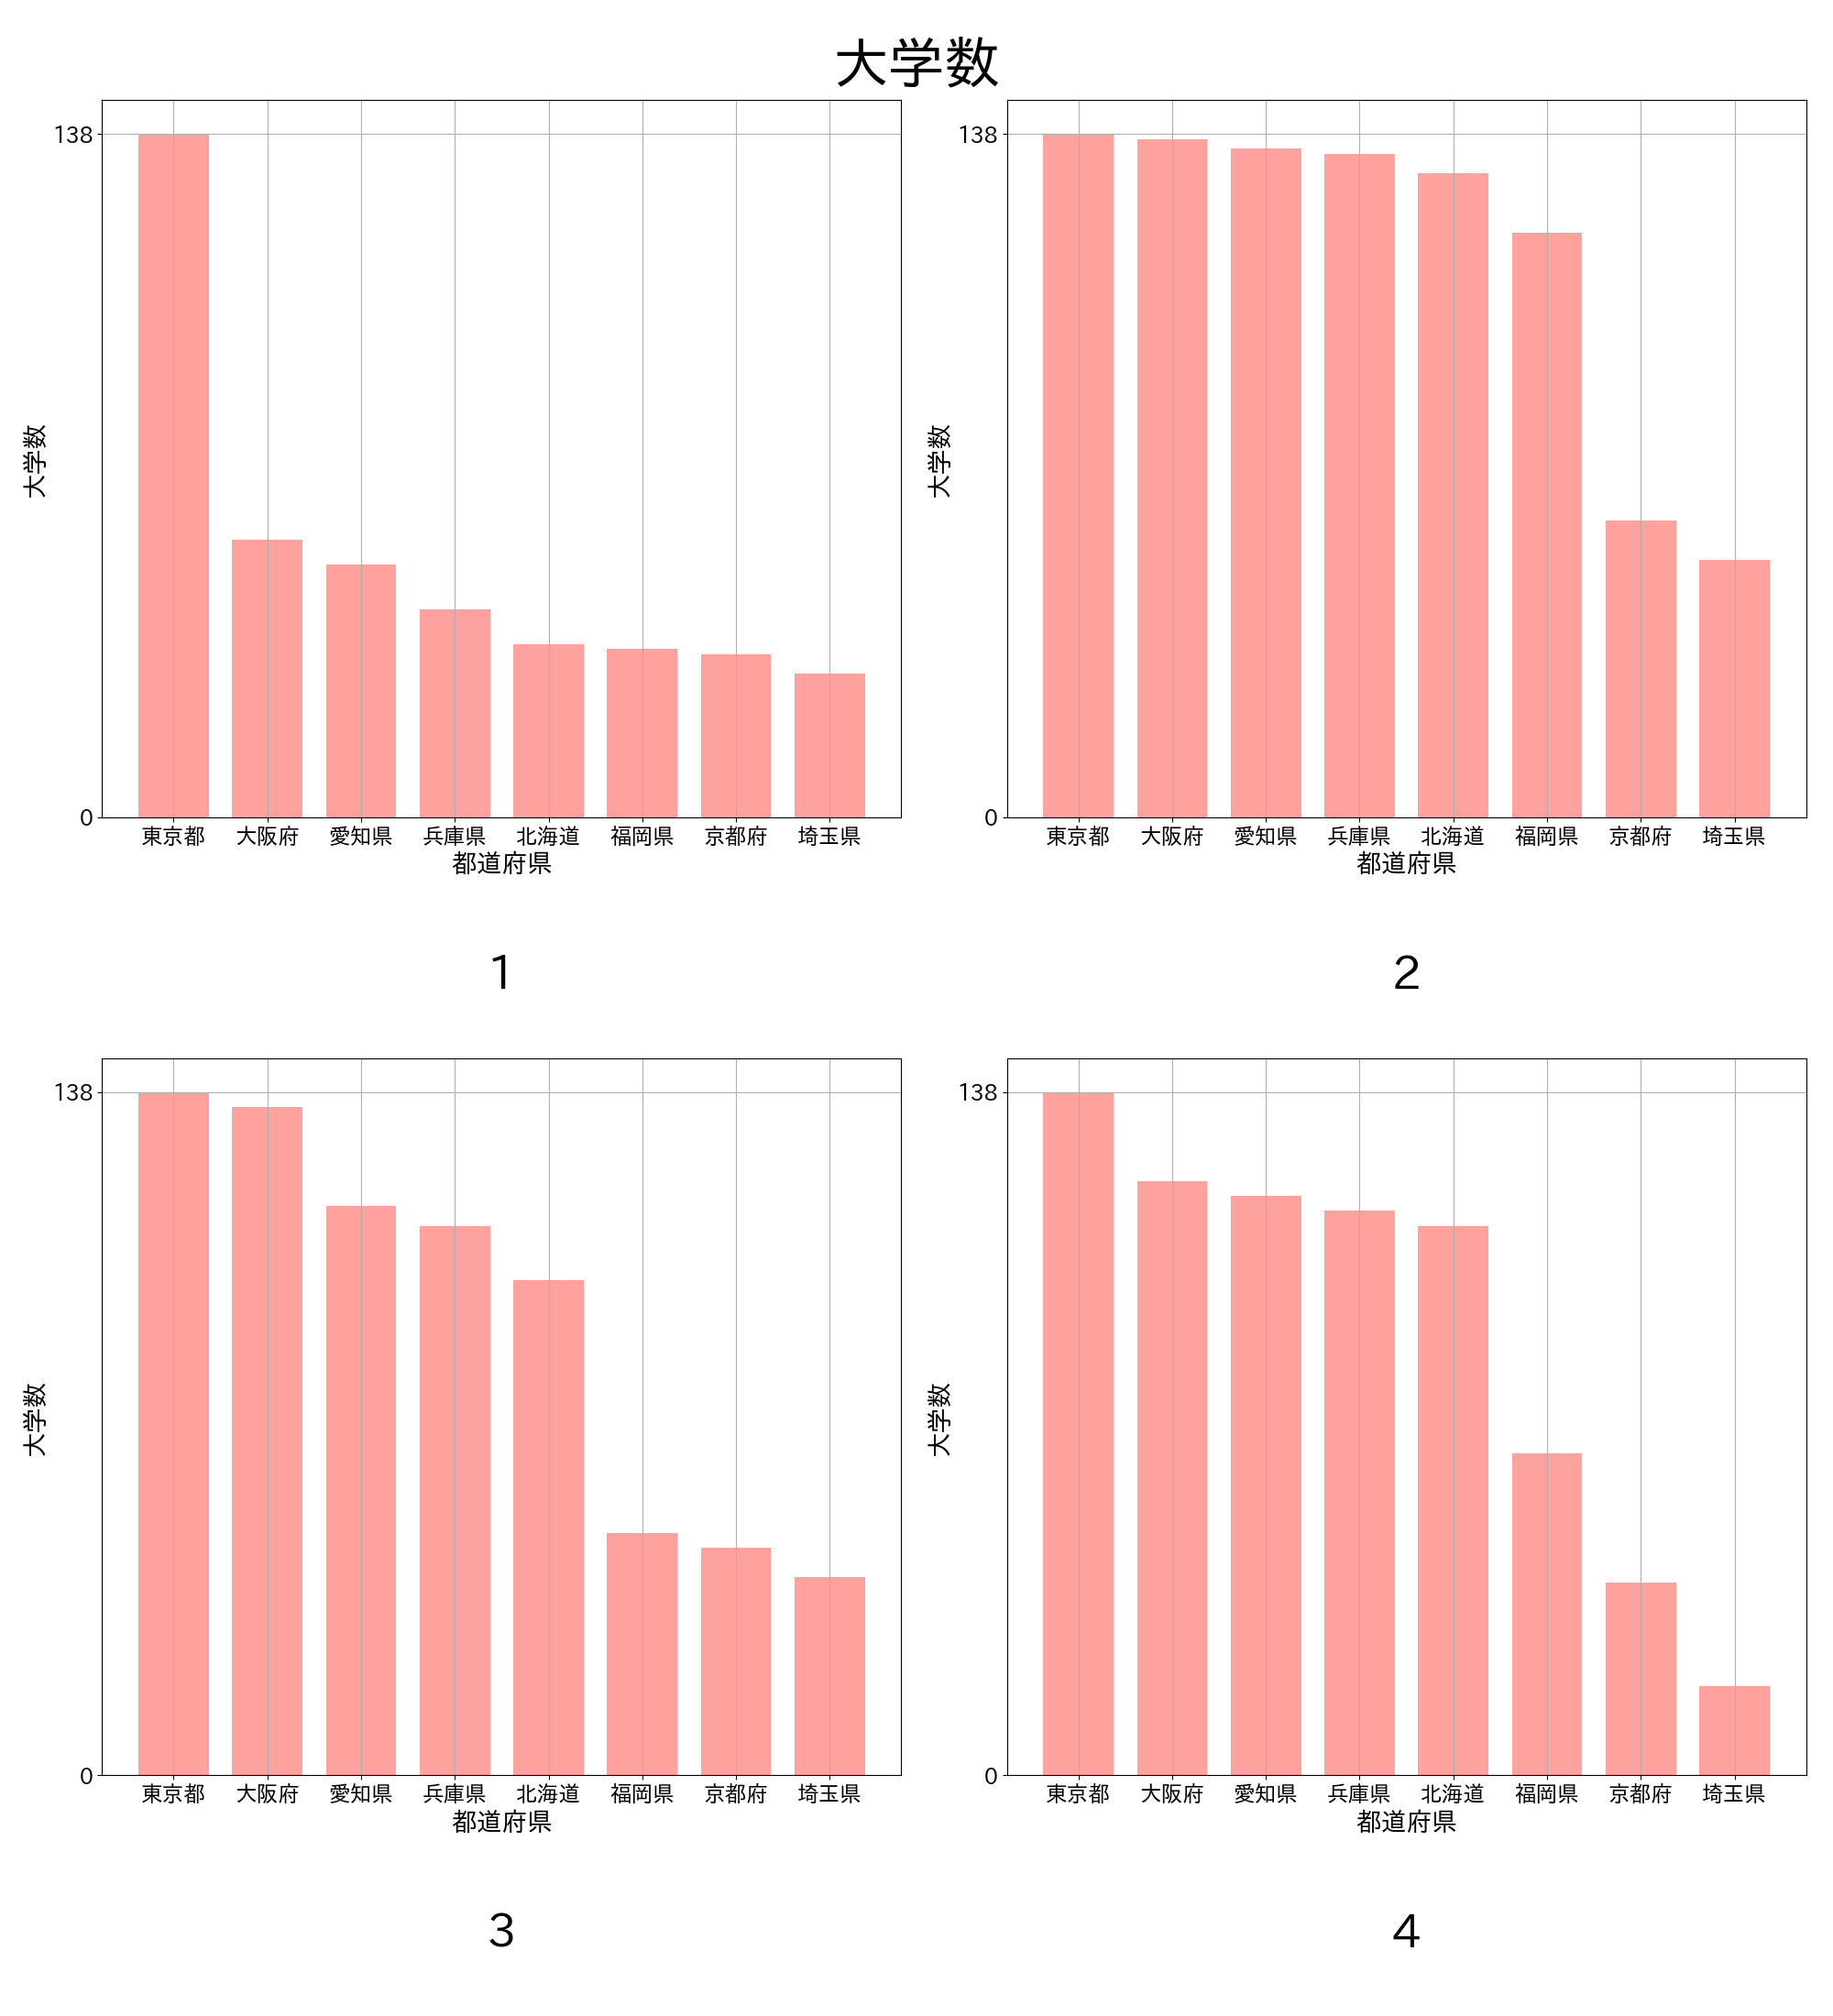 大学数
138
0
大学数
東京都 大阪府 愛知県 兵庫県 北海道 福岡県 京都府 埼玉県
都道府県
1
138
0
大学数
東京都 大阪府 愛知県 兵庫県 北海道 福岡県 京都府 埼玉県
都道府県
2
138
0
大学数
東京都 大阪府 愛知県 兵庫県 北海道 福岡県 京都府 埼玉県
都道府県
3
138
0
大学数
東京都 大阪府 愛知県 兵庫県 北海道 福岡県 京都府 埼玉県
都道府県
4